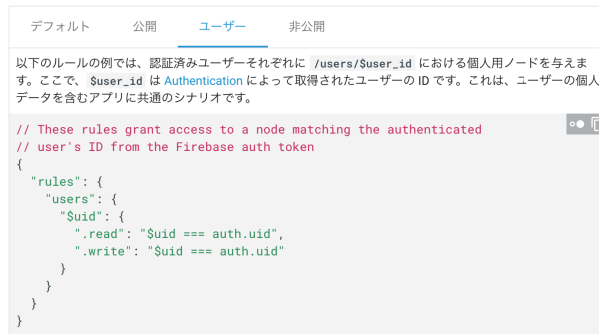 デフォルト 公開 ユーザー 非公開
以下のルールの例では、認証済みユーザーそれぞれに /users/$user_id における個人用ノードを与えま
す。ここで、 $user_id は Authentication によって取得されたユーザーの ID です。これは、ユーザーの個人
データを含むアプリに共通のシナリオです。
// These rules grant access to a node matching the authenticated
// user's ID from the Firebase auth token
{
  "rules": {
    "users": {
      "$uid": {
        ".read": "$uid === auth.uid",
        ".write": "$uid === auth.uid"
      }
    }
  }
}